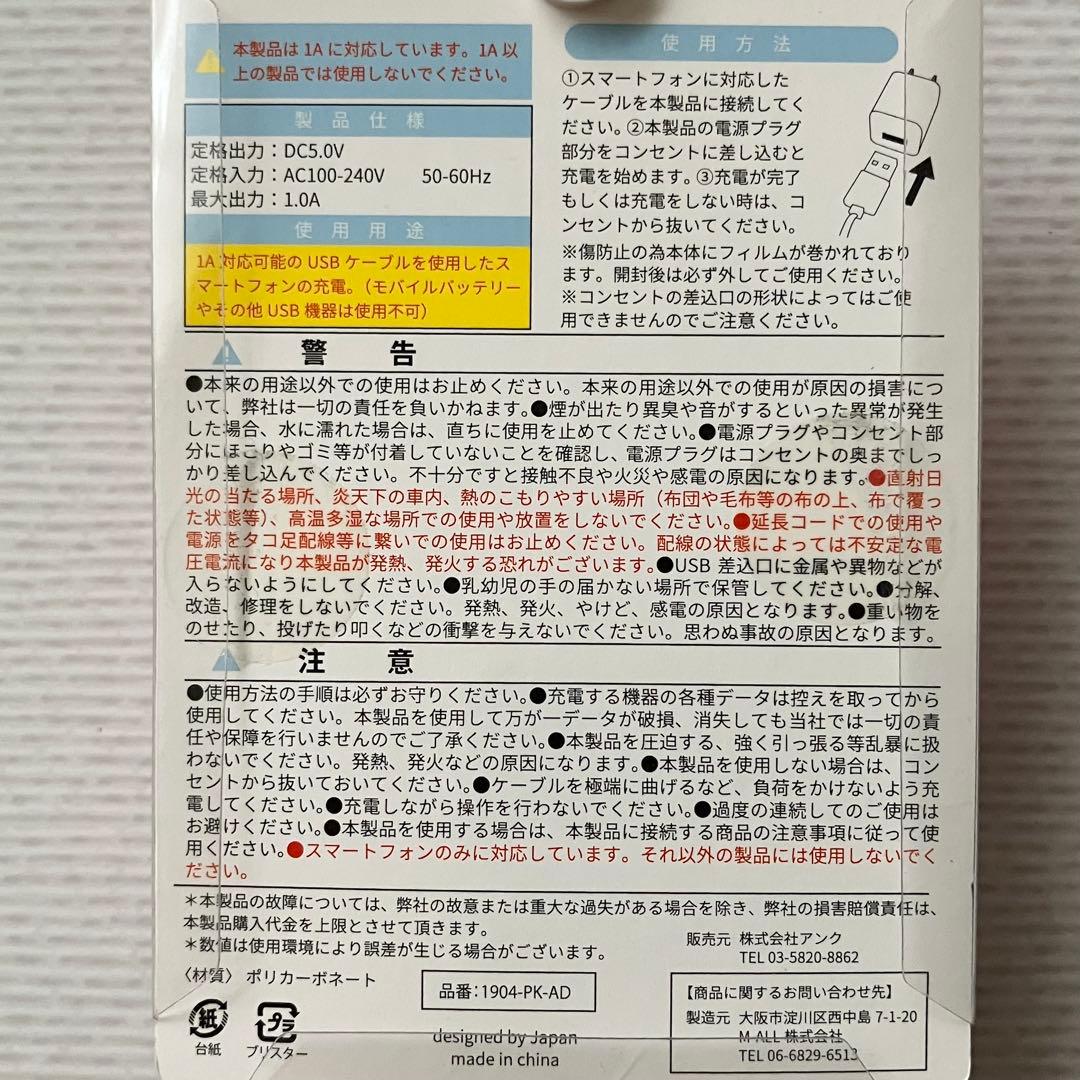 本製品は1Aに対応しています。1A以
上の製品では使用しないでください。
製品仕様
定格出力：DC5.0V
定格入力：AC100-240V 50-60Hz
最大出力：1.0A
使用用途
1A対応可能のUSBケーブルを使用したス
マートフォンの充電。（モバイルバッテリー
やその他USB機器は使用不可）
使用方法
①スマートフォンに対応した
ケーブルを本製品に接続してく
ださい。②本製品の電源プラグ
部分をコンセントに差し込むと
充電を始めます。③充電が完了
もしくは充電をしない時は、コ
ンセントから抜いてください。
※傷防止の為本体にフィルムが巻かれており
ます。開封後は必ず外してご使用ください。
※コンセントの差込口の形状によってはご使
用できませんのでご注意ください。
警告
●本来の用途以外での使用はお止めください。本来の用途以外での使用が原因の損害につ
いて、弊社は一切の責任を負いかねます。●煙が出たり異臭や音がするといった異常が発生
した場合、水に濡れた場合は、直ちに使用を止めてください。●電源プラグやコンセント部
分にほこりやゴミ等が付着していないことを確認し、電源プラグはコンセントの奥までしっ
かり差し込んでください。不十分ですと接触不良や火災や感電の原因になります。●直射日
光の当たる場所、炎天下の車内、熱のこもりやすい場所（布団や毛布等の布の上、布で覆っ
た状態等）、高温多湿な場所での使用や放置をしないでください。●延長コードでの使用や
電源をタコ足配線等に繋いでの使用はお止めください。配線の状態によっては不安定な電
圧電流になり本製品が発熱、発火する恐れがございます。●USB差込口に金属や異物などが
入らないようにしてください。●乳幼児の手の届かない場所で保管してください。●分解、
改造、修理をしないでください。発熱、発火、やけど、感電の原因となります。●重い物を
のせたり、投げたり叩くなどの衝撃を与えないでください。思わぬ事故の原因となります。
注意
●使用方法の手順は必ずお守りください。●充電する機器の各種データは控えを取ってから
使用してください。本製品を使用して万が一データが破損、消失しても当社では一切の責
任や保障を行いませんのでご了承ください。●本製品を圧迫する、強く引っ張る等乱暴に扱
わないでください。発熱、発火などの原因になります。●本製品を使用しない場合は、コン
セントから抜いておいてください。●ケーブルを極端に曲げるなど、負荷をかけないよう充
電してください。●充電しながら操作を行わないでください。●過度の連続してのご使用は
お避けください。●本製品を使用する場合は、本製品に接続する商品の注意事項に従って使
用ください。●スマートフォンのみに対応しています。それ以外の製品には使用しないでく
ださい。
＊本製品の故障については、弊社の故意または重大な過失がある場合を除き、弊社の損害賠償責任は、
本製品購入代金を上限とさせて頂きます。
＊数値は使用環境により誤差が生じる場合がございます。
販売元 株式会社アンク
TEL 03-5820-8862
〈材質〉 ポリカーボネート
品番：1904-PK-AD
【商品に関するお問い合わせ先】
製造元 大阪市淀川区西中島7-1-20
M-ALL 株式会社
TEL 06-6829-6513
紙
台紙
プラ
ブリスター
designed by Japan
made in china